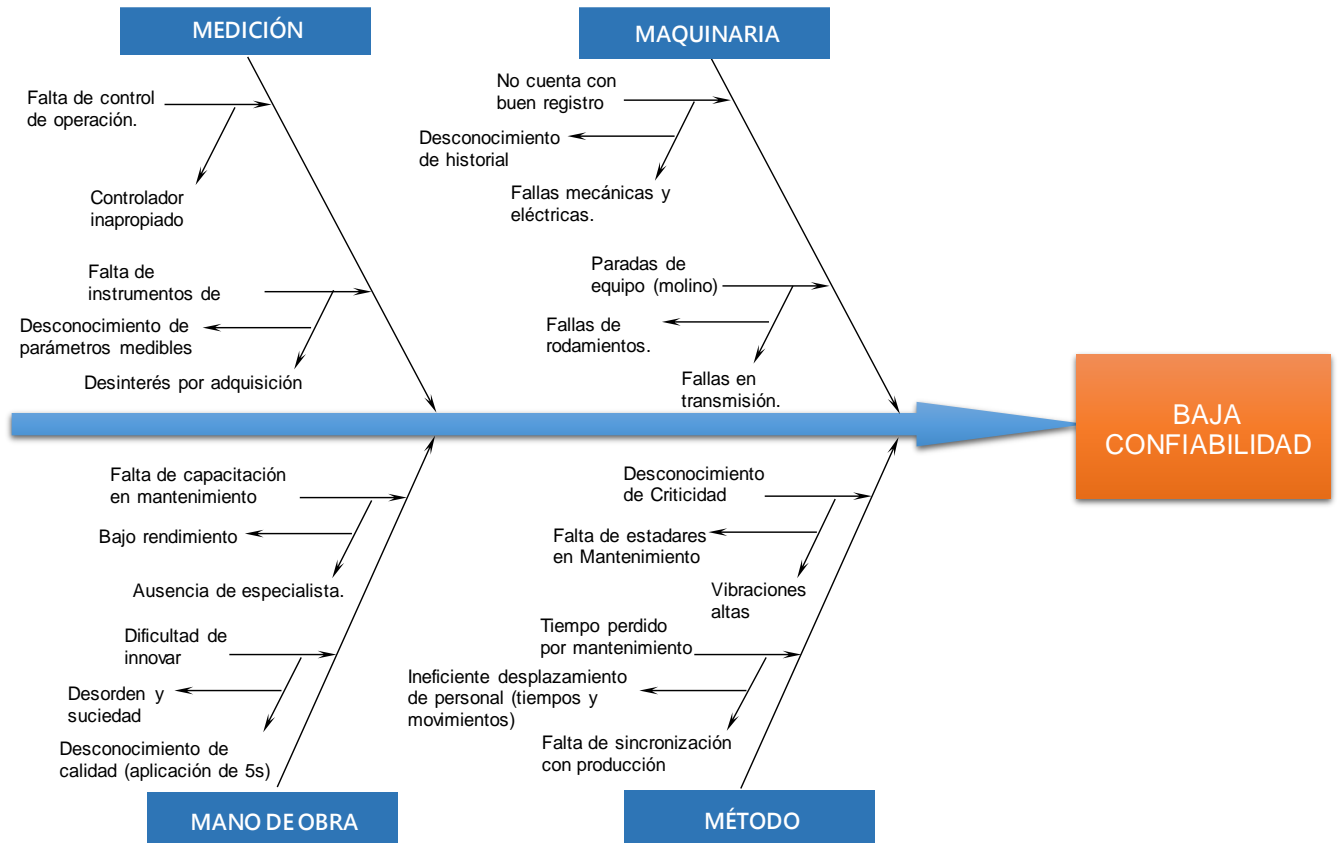 MEDICIÓN
Falta de control
de operación.
Controlador
inapropiado
Falta de
instrumentos de
Desconocimiento de
parámetros medibles
Desinterés por adquisición
MAQUINARIA
No cuenta con
buen registro
Desconocimiento
de historial
Fallas mecánicas y
eléctricas.
Paradas de
equipo (molino)
Fallas de
rodamientos.
Fallas en
transmisión.
BAJA
CONFIABILIDAD
Falta de capacitación
en mantenimiento
Bajo rendimiento
Ausencia de especialista.
Dificultad de
innovar
Desorden y
suciedad
Desconocimiento de
calidad (aplicación de 5s)
MANO DE OBRA
Desconocimiento
de Criticidad
Falta de estadares
en Mantenimiento
Vibraciones
altas
Tiempo perdido
por mantenimiento
Ineficiente desplazamiento
de personal (tiempos y
movimientos)
Falta de sincronización
con producción
MÉTODO